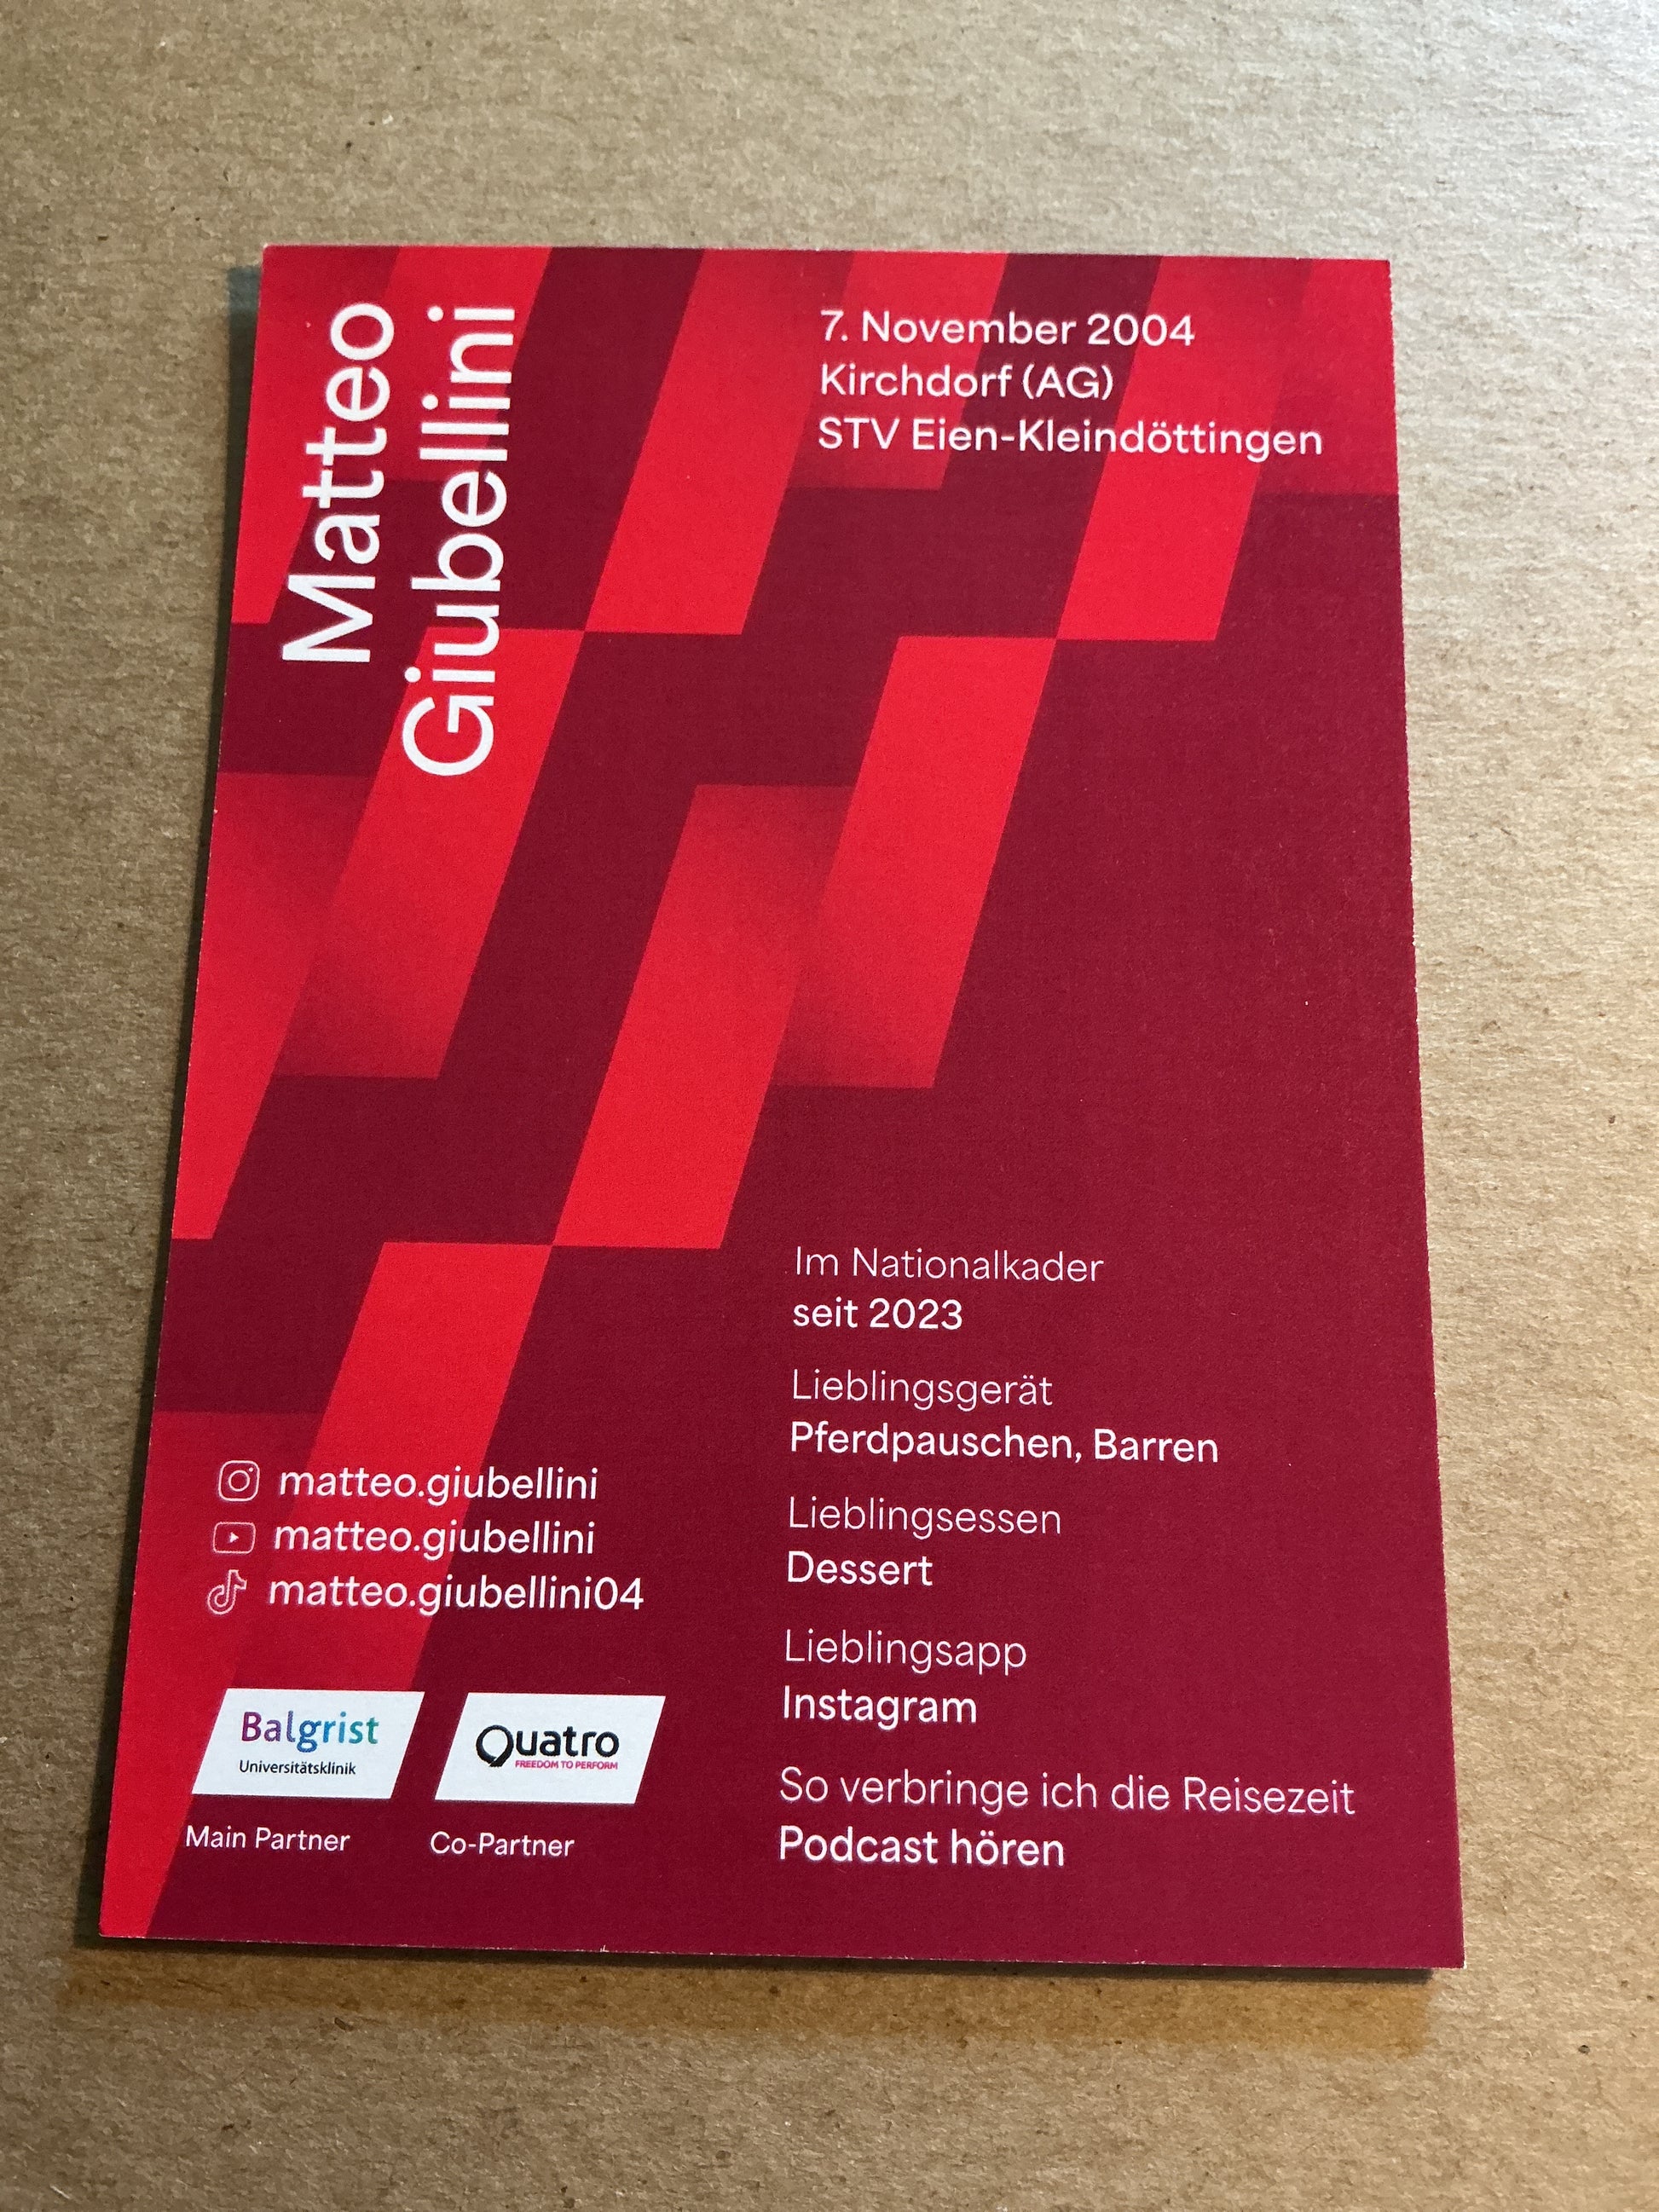 Matteo
Giubellini
7. November 2004
Kirchdorf (AG)
STV Eien-Kleindöttingen
Im Nationalkader
seit 2023
Lieblingsgerät
Pferdpauschen, Barren
Lieblingsessen
Dessert
Lieblingsapp
Instagram
So verbringe ich die Reisezeit
Podcast hören
matteo.giubellini
matteo.giubellini
matteo.giubellini04
Balgrist
Universitätsklinik
Main Partner
Quatro
FREEDOM TO PERFORM
Co-Partner